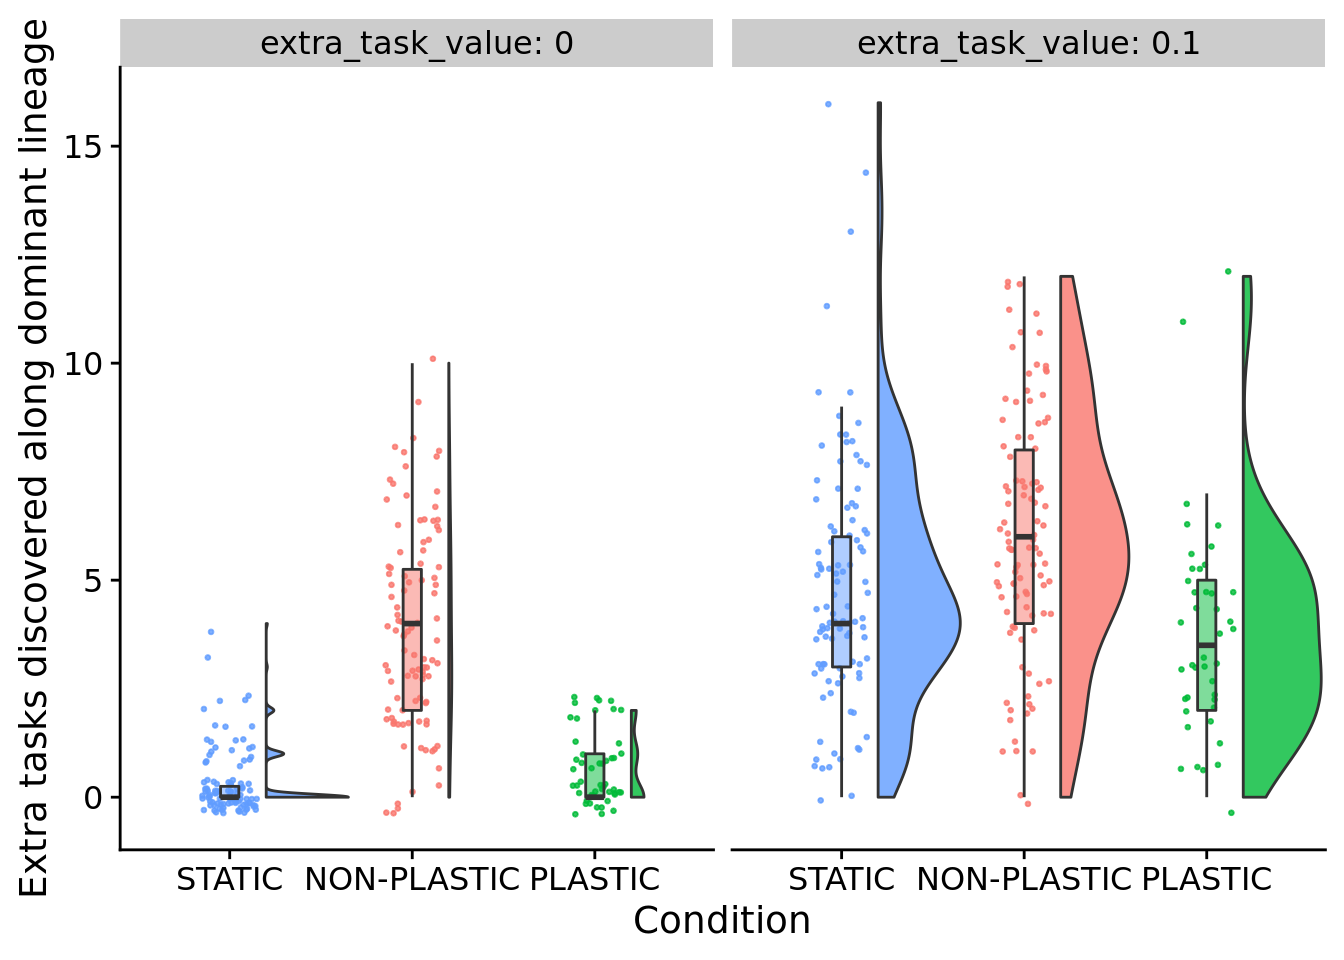 extra_task_value: 0
extra_task_value: 0.1
Extra tasks discovered along dominant lineage
15
10
5
0
STATIC NON-PLASTIC PLASTIC
STATIC NON-PLASTIC PLASTIC
Condition